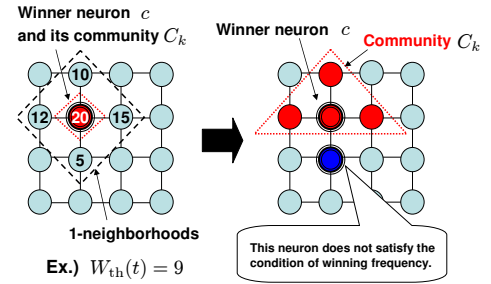 Winner neuron c
and its community C_k
10
12
20
15
5
1-neighborhoods
Ex.) W_th(t) = 9
Winner neuron c
Community C_k
This neuron does not satisfy the
condition of winning frequency.